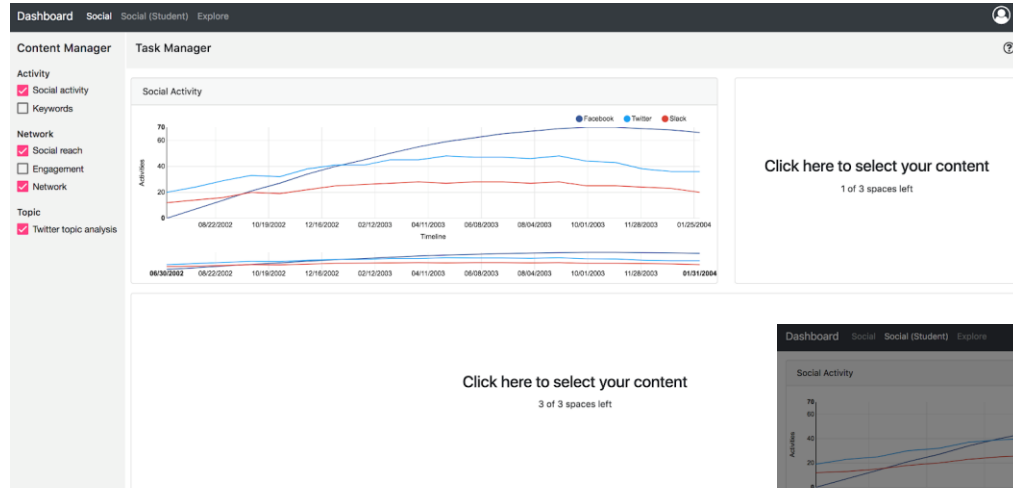 Dashboard Social Social (Student) Explore
Content Manager
Task Manager
Activity
Social activity
Keywords
Network
Social reach
Engagement
Network
Topic
Twitter topic analysis
Social Activity
Facebook Twitter Slack
70
60
40
20
0
Activities
08/22/2002 10/19/2002 12/16/2002 02/12/2003 04/11/2003 06/08/2003 08/04/2003 10/01/2003 11/28/2003 01/25/2004
Timeline
06/30/2002 08/22/2002 10/19/2002 12/16/2002 02/12/2003 04/11/2003 06/08/2003 08/04/2003 10/01/2003 11/28/2003 01/31/2004
Click here to select your content
1 of 3 spaces left
Click here to select your content
3 of 3 spaces left
Dashboard Social Social (Student) Explore
Social Activity
60
40
20
0
Activities